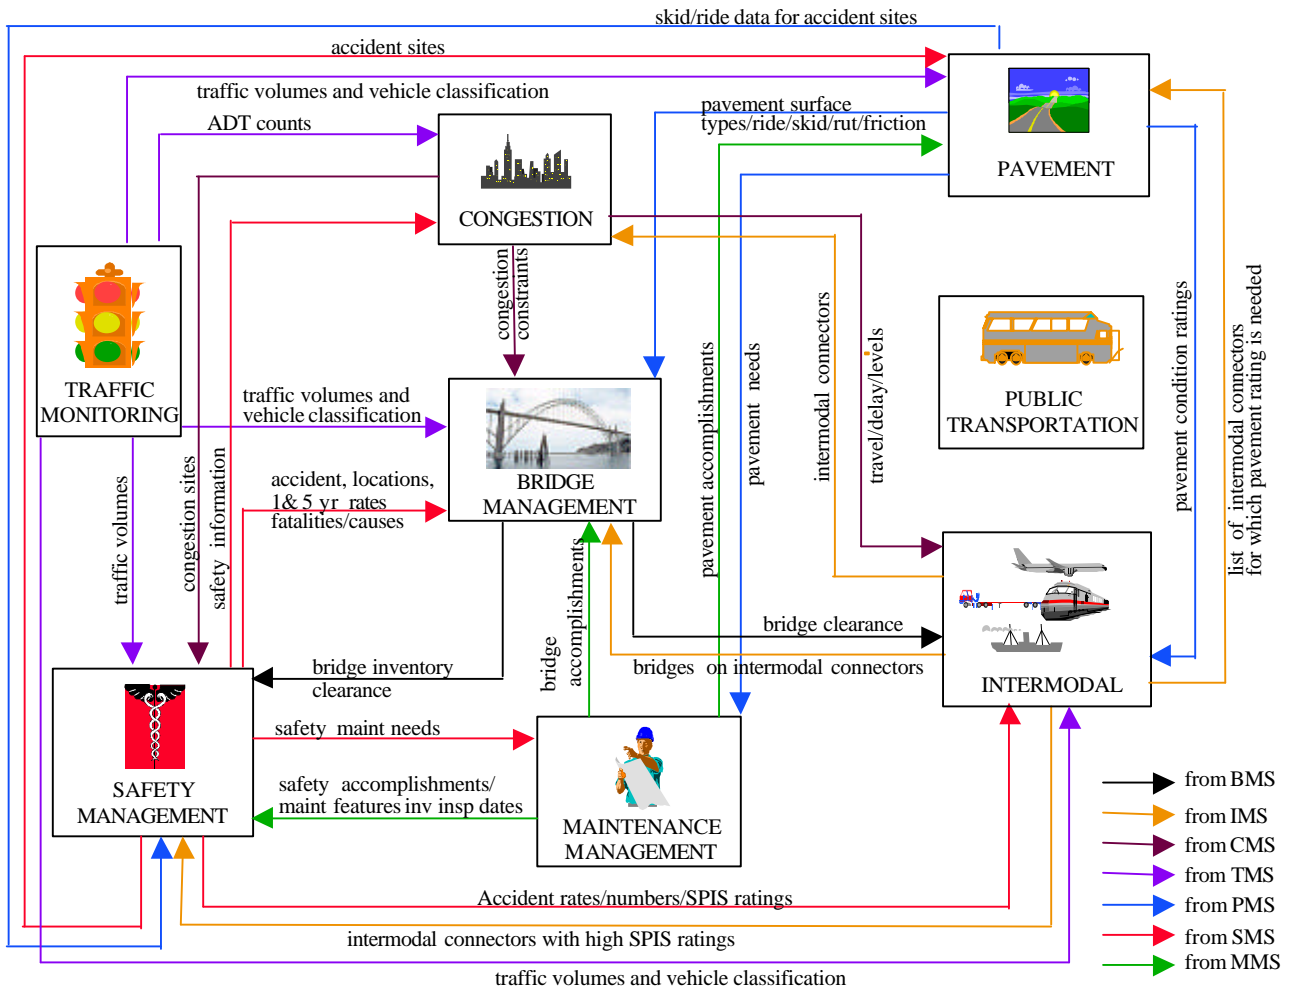 skid/ride data for accident sites
accident sites
traffic volumes and vehicle classification
ADT counts
pavement surface
types/ride/skid/rut/friction
PAVEMENT
CONGESTION
congestion
constraints
TRAFFIC
MONITORING
traffic volumes and
vehicle classification
accident, locations,
1& 5 yr rates
fatalities/causes
BRIDGE
MANAGEMENT
PUBLIC
TRANSPORTATION
pavement accomplishments
pavement needs
intermodal connectors
travel/delay/levels
pavement condition ratings
list of intermodal connectors
for which pavement rating is needed
traffic volumes
congestion sites
safety information
bridge
accomplishments
bridge clearance
bridges on intermodal connectors
bridge inventory
clearance
INTERMODAL
safety maint needs
safety accomplishments/
maint features inv insp dates
SAFETY
MANAGEMENT
MAINTENANCE
MANAGEMENT
Accident rates/numbers/SPIS ratings
intermodal connectors with high SPIS ratings
traffic volumes and vehicle classification
from BMS
from IMS
from CMS
from TMS
from PMS
from SMS
from MMS